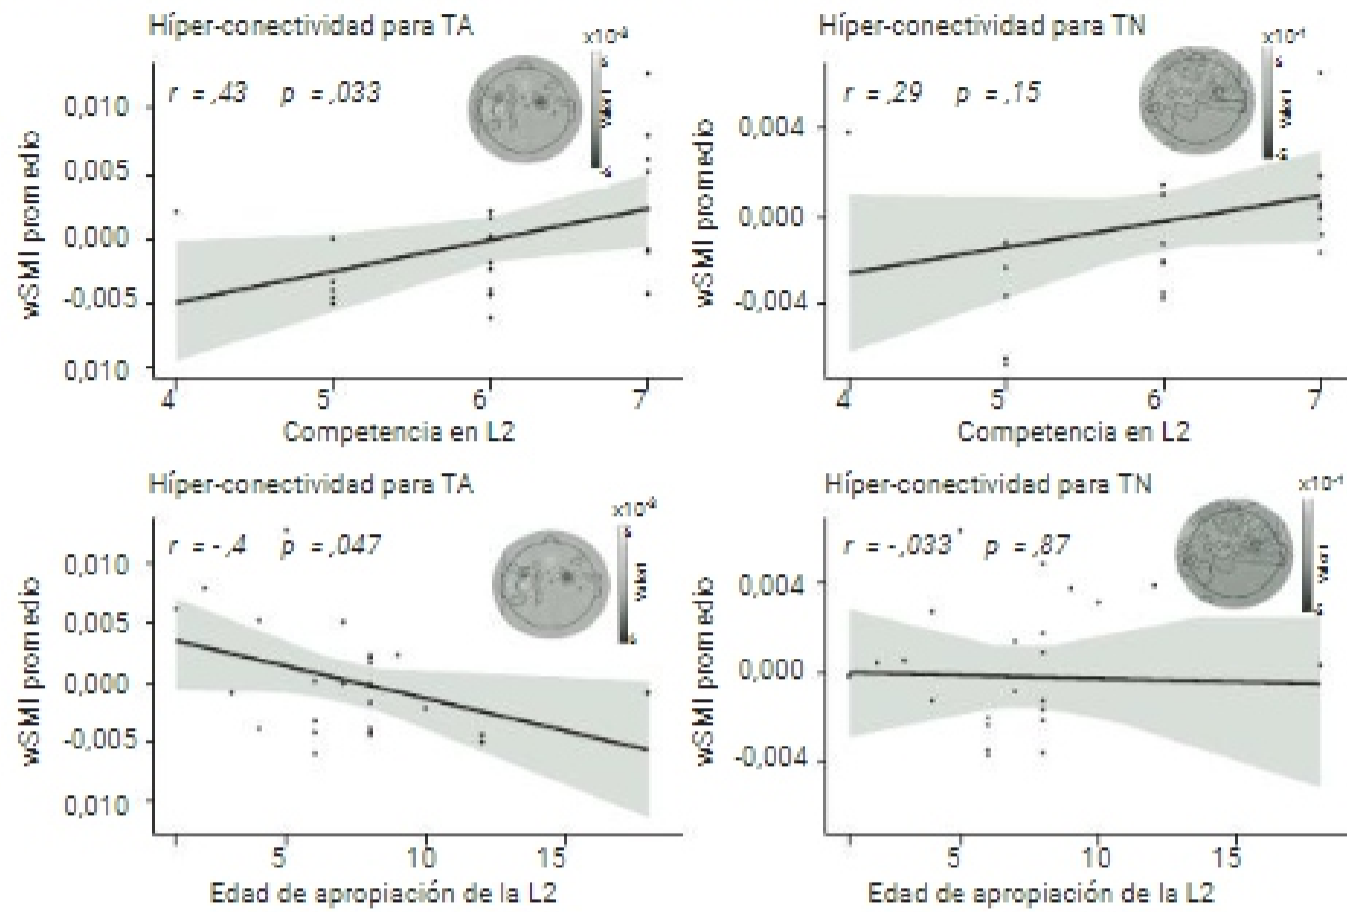 Híper-conectividad para TA
r = ,43 p = ,033
wSMI promedio
0,010
0,005
0,000
-0,005
0,010
4 5 6 7
Competencia en L2
Híper-conectividad para TN
r = ,29 p = ,15
wSMI promedio
0,004
0,000
-0,004
4 5 6 7
Competencia en L2
Híper-conectividad para TA
r = -,4 p = ,047
wSMI promedio
0,010
0,005
0,000
-0,005
0,010
5 10 15
Edad de apropiación de la L2
Híper-conectividad para TN
r = -,033 p = ,87
wSMI promedio
0,004
0,000
-0,004
5 10 15
Edad de apropiación de la L2